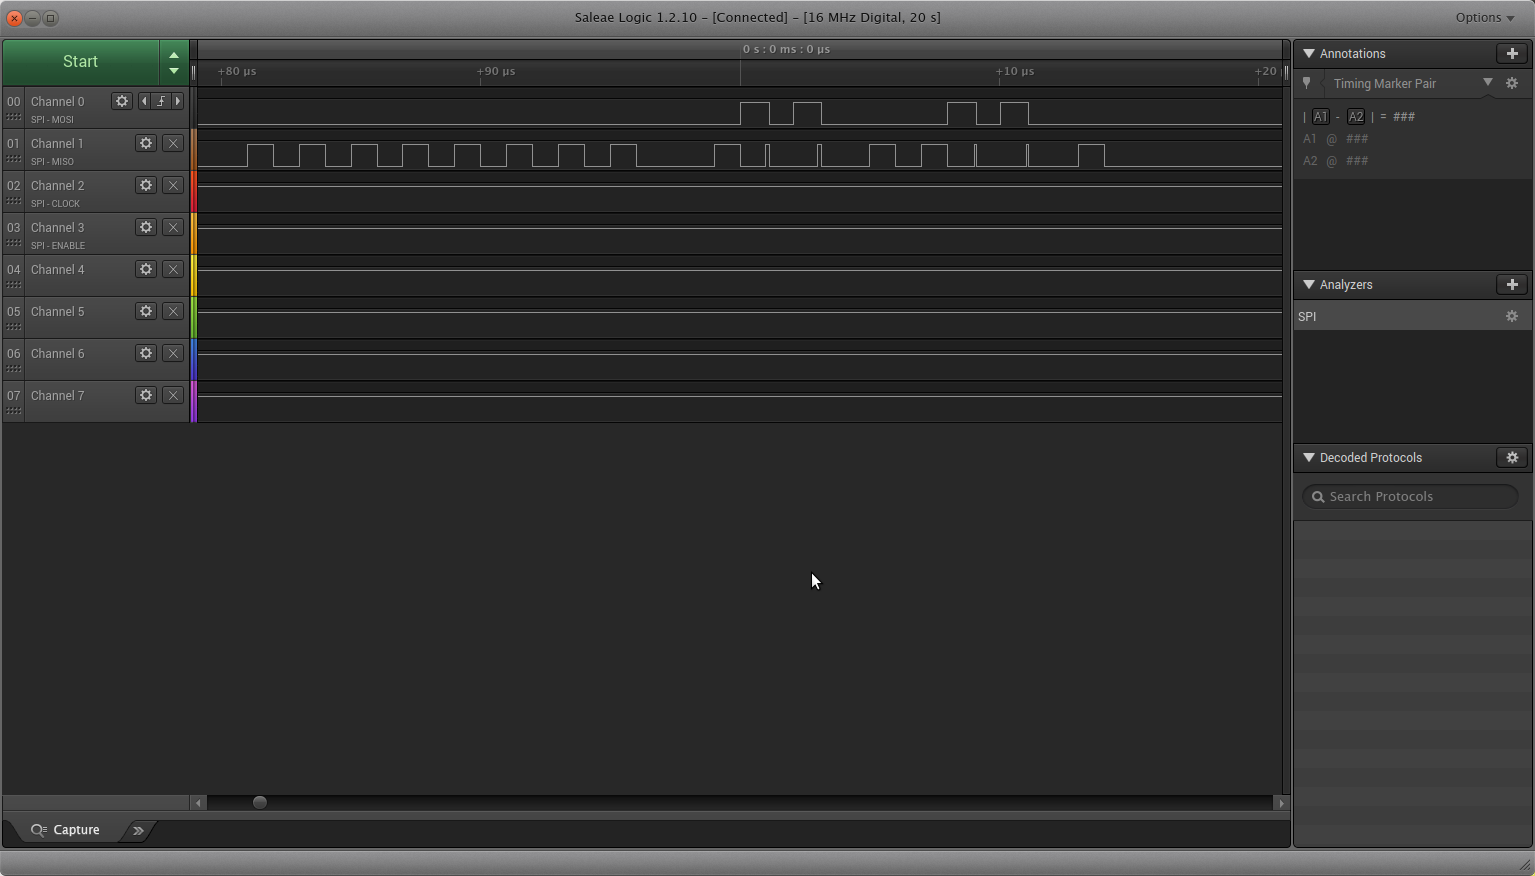 Saleae Logic 1.2.10 – [Connected] – [16 MHz Digital, 20 s]
Options
Start
0 s : 0 ms : 0 µs
+80 µs
+90 µs
+10 µs
+20
00 Channel 0
SPI - MOSI
01 Channel 1
SPI - MISO
02 Channel 2
SPI - CLOCK
03 Channel 3
SPI - ENABLE
04 Channel 4
05 Channel 5
06 Channel 6
07 Channel 7
Capture
Annotations
Timing Marker Pair
| A1 - A2 | = ###
A1 @ ###
A2 @ ###
Analyzers
SPI
Decoded Protocols
Search Protocols